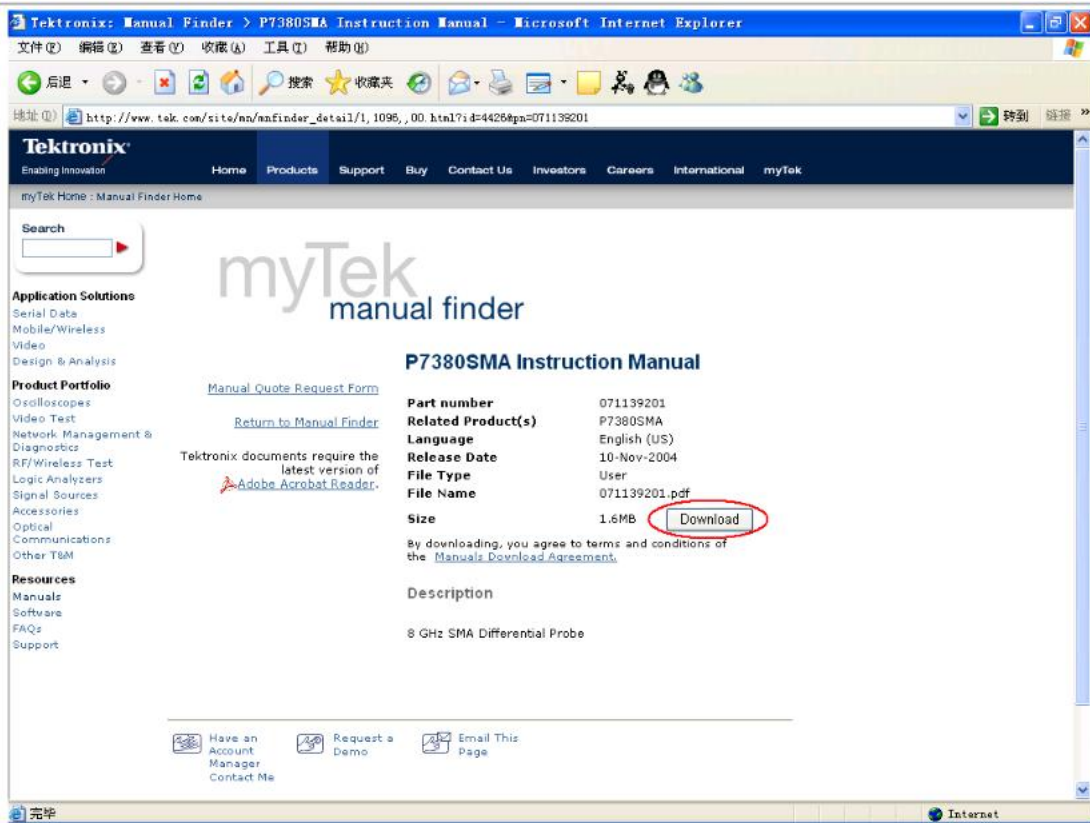 Tektronix: Manual Finder > P7380SMA Instruction Manual - Microsoft Internet Explorer
文件(F) 编辑(E) 查看(V) 收藏(A) 工具(T) 帮助(H)
后退 搜索 收藏夹
地址(D) http://www.tek.com/site/mn/mnfinder_detail/1,1096,,00.html?id=4426&pn=071139201 转到 链接 »
Tektronix
Enabling Innovation
Home Products Support Buy Contact Us Investors Careers International myTek
myTek Home : Manual Finder Home
Search
myTek
manual finder
Application Solutions
Serial Data
Mobile/Wireless
Video
Design & Analysis
Product Portfolio
Oscilloscopes
Video Test
Network Management &
Diagnostics
RF/Wireless Test
Logic Analyzers
Signal Sources
Accessories
Optical
Communications
Other T&M
Resources
Manuals
Software
FAQs
Support
Manual Quote Request Form
Return to Manual Finder
Tektronix documents require the
latest version of
Adobe Acrobat Reader.
P7380SMA Instruction Manual
Part number 071139201
Related Product(s) P7380SMA
Language English (US)
Release Date 10-Nov-2004
File Type User
File Name 071139201.pdf
Size 1.6MB Download
By downloading, you agree to terms and conditions of
the Manuals Download Agreement.
Description
8 GHz SMA Differential Probe
Have an
Account
Manager
Contact Me
Request a
Demo
Email This
Page
完毕 Internet